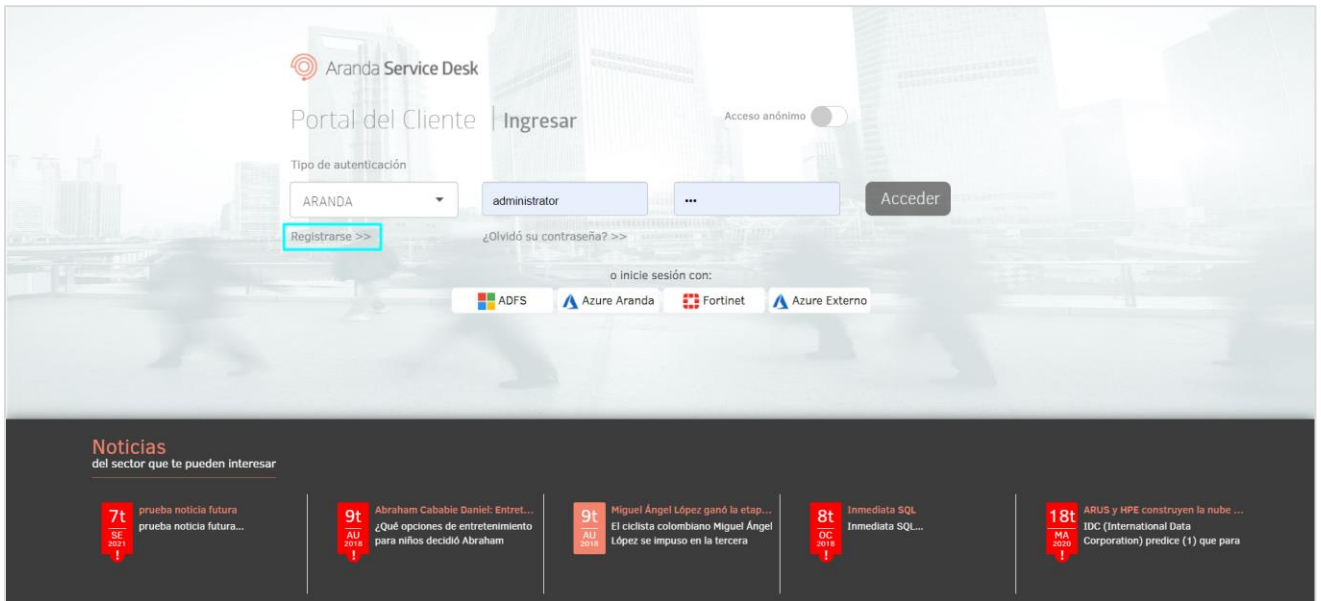 Aranda Service Desk
Portal del Cliente | Ingresar
Acceso anónimo
Tipo de autenticación
ARANDA
administrator
•••
Acceder
Registrarse >>
¿Olvidó su contraseña? >>
o inicie sesión con:
ADFS
Azure Aranda
Fortinet
Azure Externo
Noticias
del sector que te pueden interesar
7t
SE
2021
!
prueba noticia futura
prueba noticia futura...
9t
AU
2018
!
Abraham Cababie Daniel: Entret...
¿Qué opciones de entretenimiento
para niños decidió Abraham
9t
AU
2018
Miguel Ángel López ganó la etap...
El ciclista colombiano Miguel Ángel
López se impuso en la tercera
8t
OC
2018
!
Inmediata SQL
Inmediata SQL...
18t
MA
2020
!
ARUS y HPE construyen la nube ...
IDC (International Data
Corporation) predice (1) que para